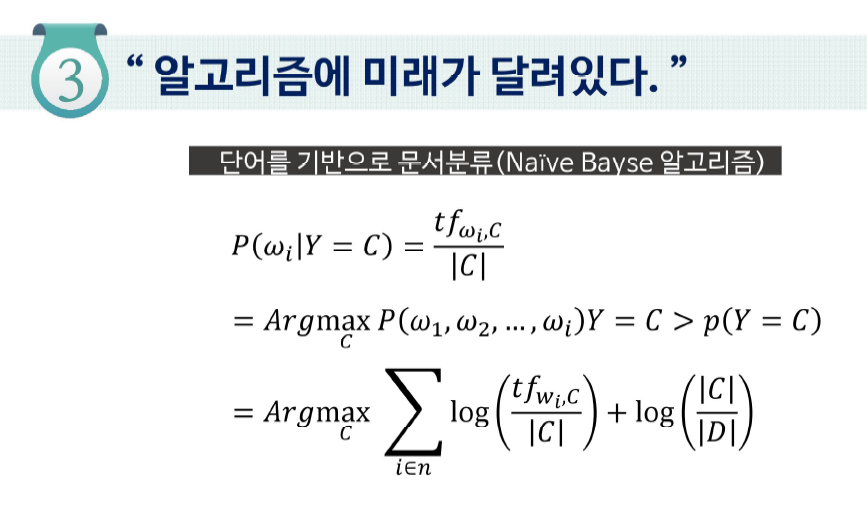 3 “ 알고리즘에 미래가 달려있다. ”
단어를 기반으로 문서분류(Naïve Bayse 알고리즘)
P(ω_i|Y = C) = tf_{ω_i,C} / |C|
= Argmax_C P(ω_1, ω_2, …, ω_i)Y = C > p(Y = C)
= Argmax_C ∑_{i∈n} log(tf_{w_i,C} / |C|) + log(|C| / |D|)